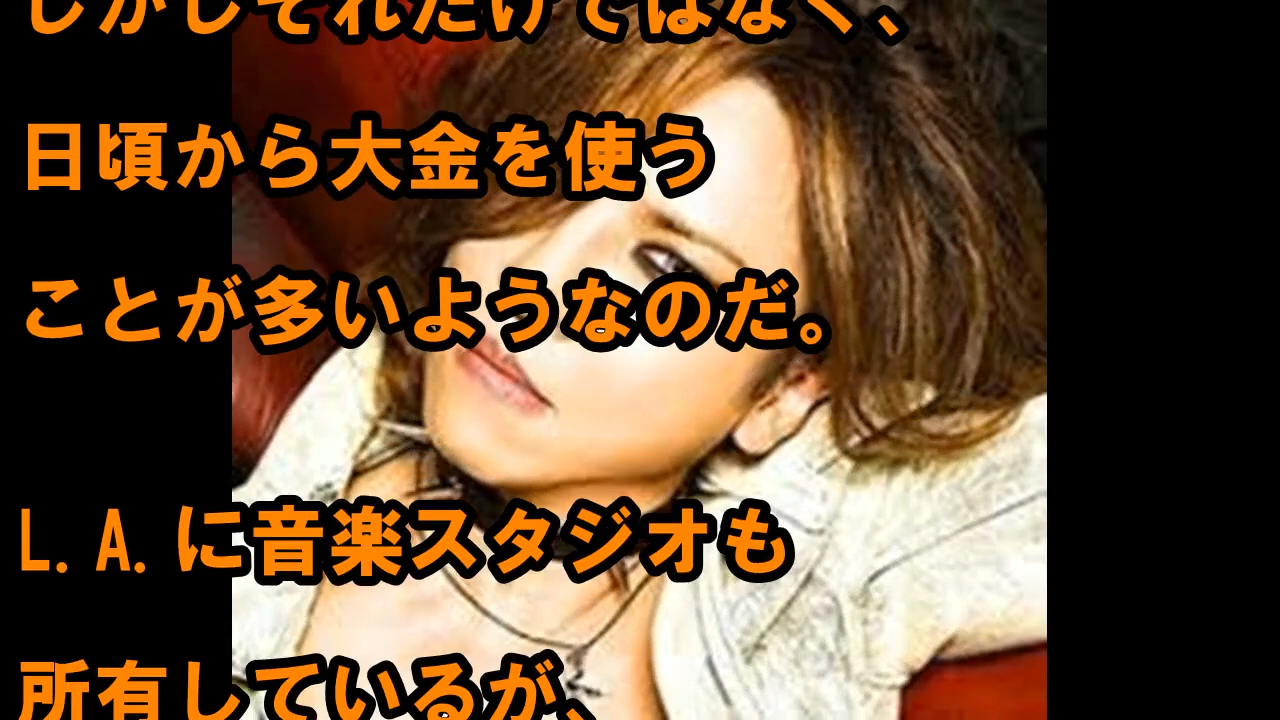 しかしそれだけではなく、
日頃から大金を使う
ことが多いようなのだ。
L.A.に音楽スタジオも
所有しているが、